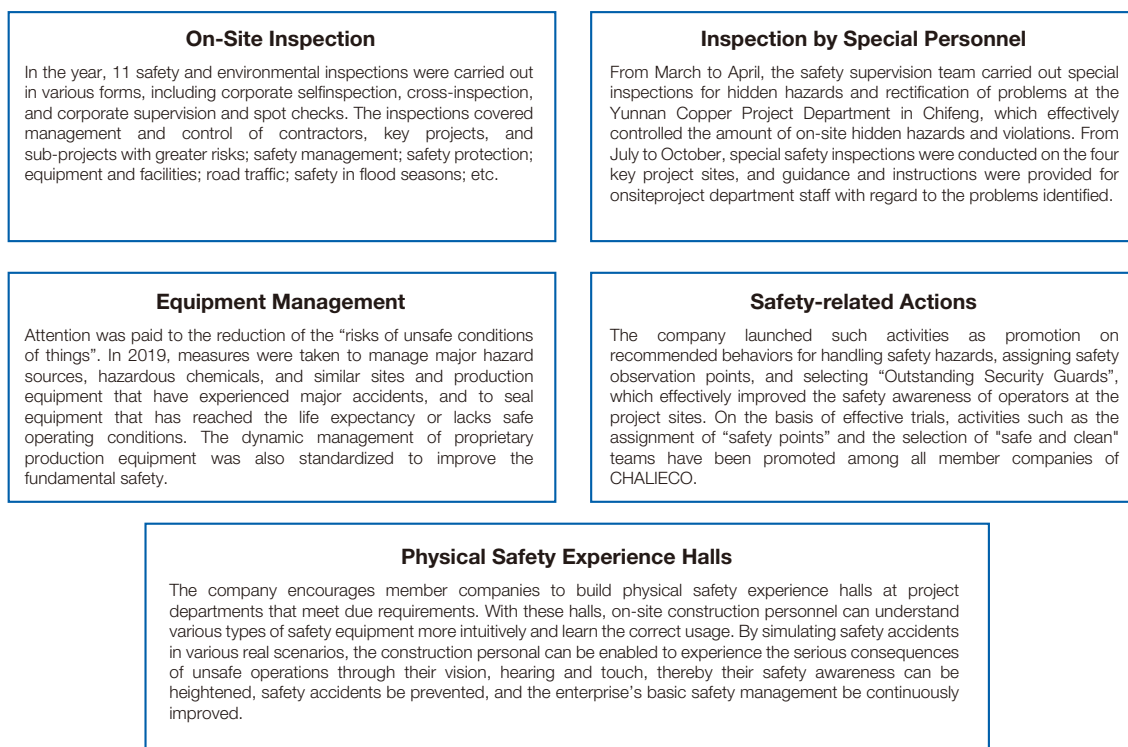 On-Site Inspection
In the year, 11 safety and environmental inspections were carried out
in various forms, including corporate selfinspection, cross-inspection,
and corporate supervision and spot checks. The inspections covered
management and control of contractors, key projects, and
sub-projects with greater risks; safety management; safety protection;
equipment and facilities; road traffic; safety in flood seasons; etc.
Inspection by Special Personnel
From March to April, the safety supervision team carried out special
inspections for hidden hazards and rectification of problems at the
Yunnan Copper Project Department in Chifeng, which effectively
controlled the amount of on-site hidden hazards and violations. From
July to October, special safety inspections were conducted on the four
key project sites, and guidance and instructions were provided for
onsiteproject department staff with regard to the problems identified.
Equipment Management
Attention was paid to the reduction of the “risks of unsafe conditions
of things”. In 2019, measures were taken to manage major hazard
sources, hazardous chemicals, and similar sites and production
equipment that have experienced major accidents, and to seal
equipment that has reached the life expectancy or lacks safe
operating conditions. The dynamic management of proprietary
production equipment was also standardized to improve the
fundamental safety.
Safety-related Actions
The company launched such activities as promotion on
recommended behaviors for handling safety hazards, assigning safety
observation points, and selecting “Outstanding Security Guards”,
which effectively improved the safety awareness of operators at the
project sites. On the basis of effective trials, activities such as the
assignment of “safety points” and the selection of "safe and clean"
teams have been promoted among all member companies of
CHALIECO.
Physical Safety Experience Halls
The company encourages member companies to build physical safety experience halls at project
departments that meet due requirements. With these halls, on-site construction personnel can understand
various types of safety equipment more intuitively and learn the correct usage. By simulating safety accidents
in various real scenarios, the construction personal can be enabled to experience the serious consequences
of unsafe operations through their vision, hearing and touch, thereby their safety awareness can be
heightened, safety accidents be prevented, and the enterprise’s basic safety management be continuously
improved.